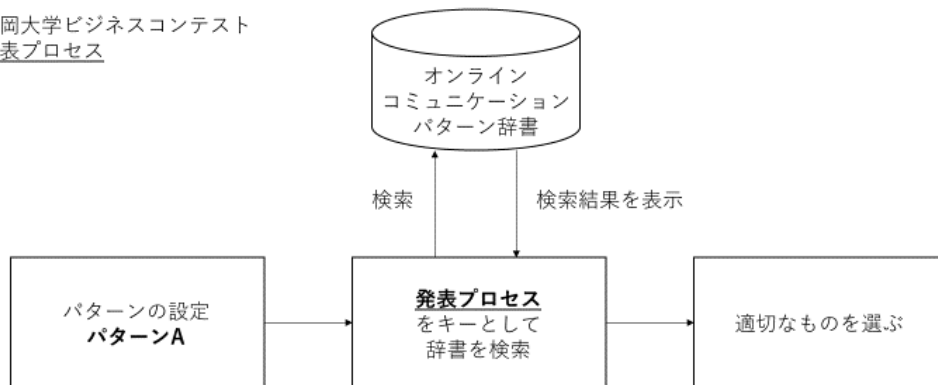 岡大学ビジネスコンテスト
表プロセス
オンライン
コミュニケーション
パターン辞書
検索
検索結果を表示
パターンの設定
パターンA
発表プロセス
をキーとして
辞書を検索
適切なものを選ぶ